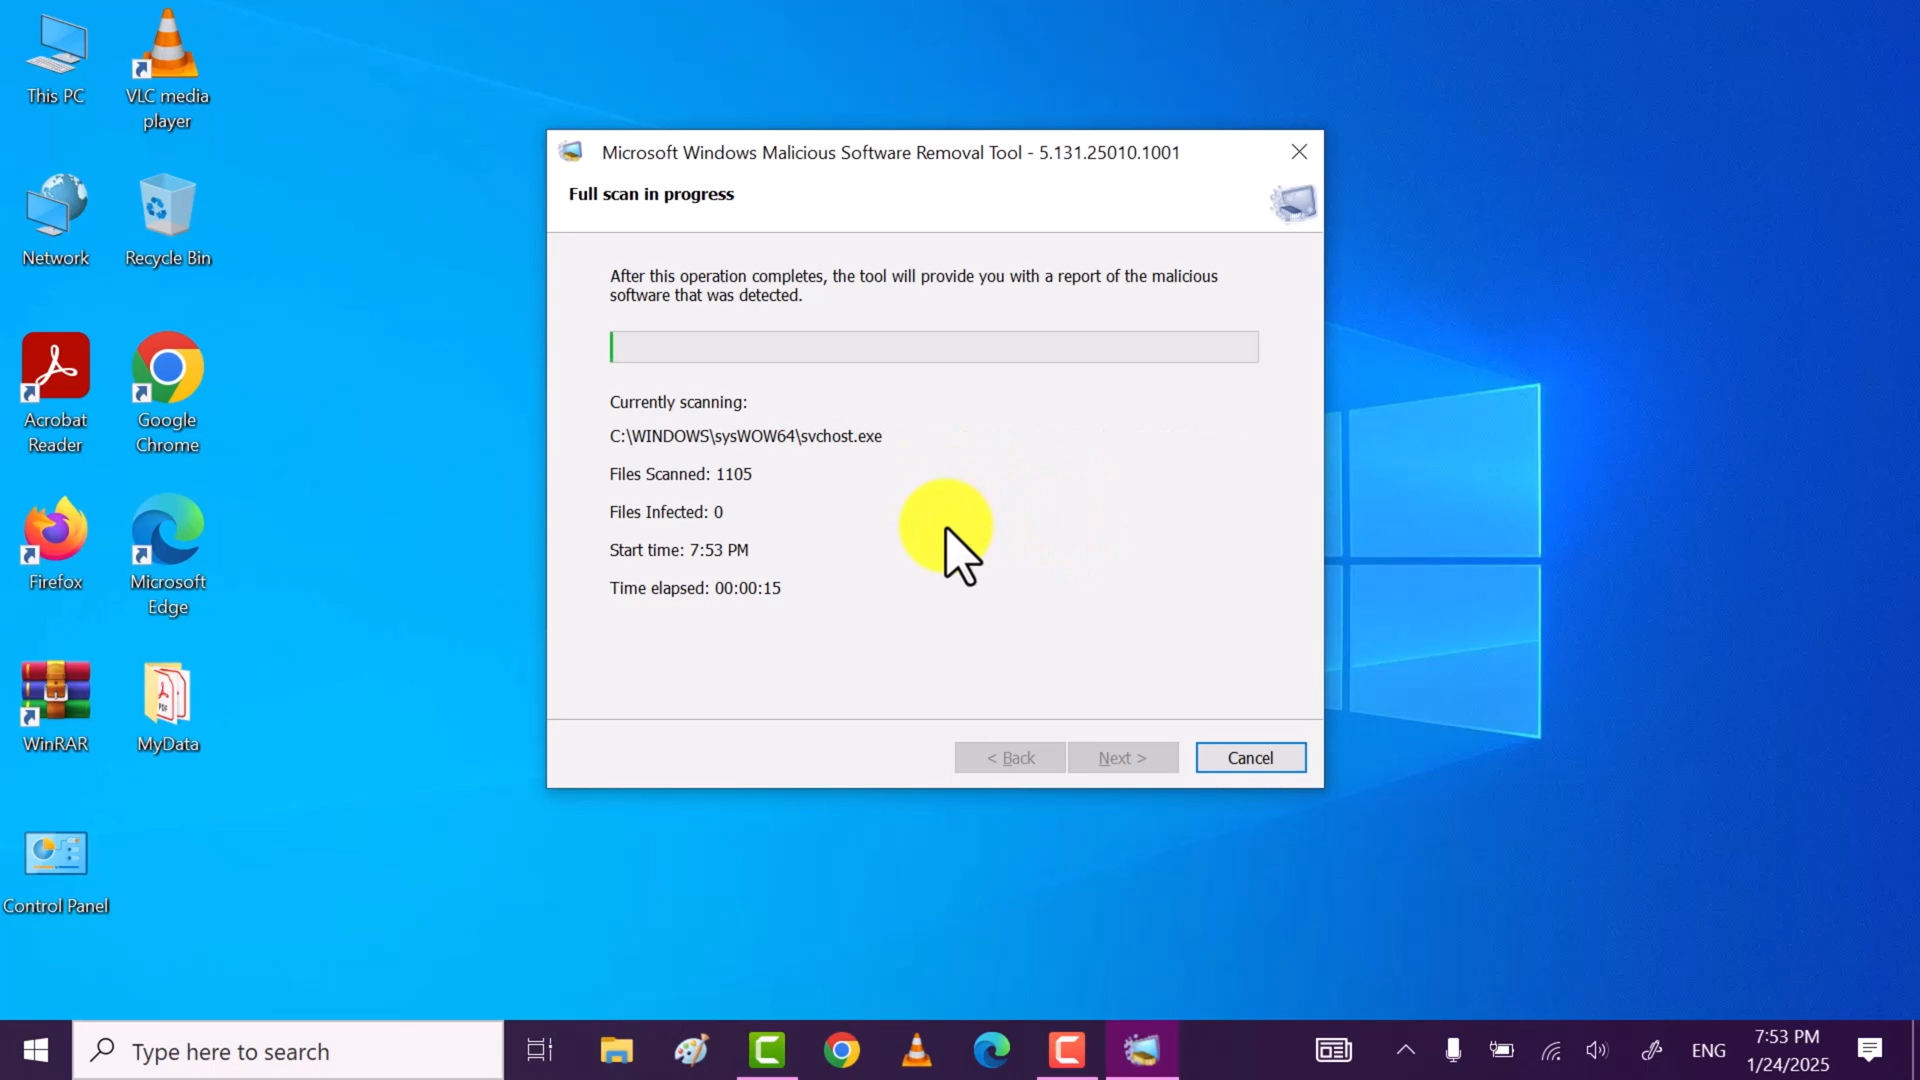 This PC
VLC media
player
Network
Recycle Bin
Acrobat
Reader
Google
Chrome
Firefox
Microsoft
Edge
WinRAR
PDF
MyData
Control Panel
Microsoft Windows Malicious Software Removal Tool - 5.131.25010.1001
Full scan in progress
After this operation completes, the tool will provide you with a report of the malicious
software that was detected.
Currently scanning:
C:\WINDOWS\sysWOW64\svchost.exe
Files Scanned: 1105
Files Infected: 0
Start time: 7:53 PM
Time elapsed: 00:00:15
< Back
Next >
Cancel
Type here to search
ENG
7:53 PM
1/24/2025